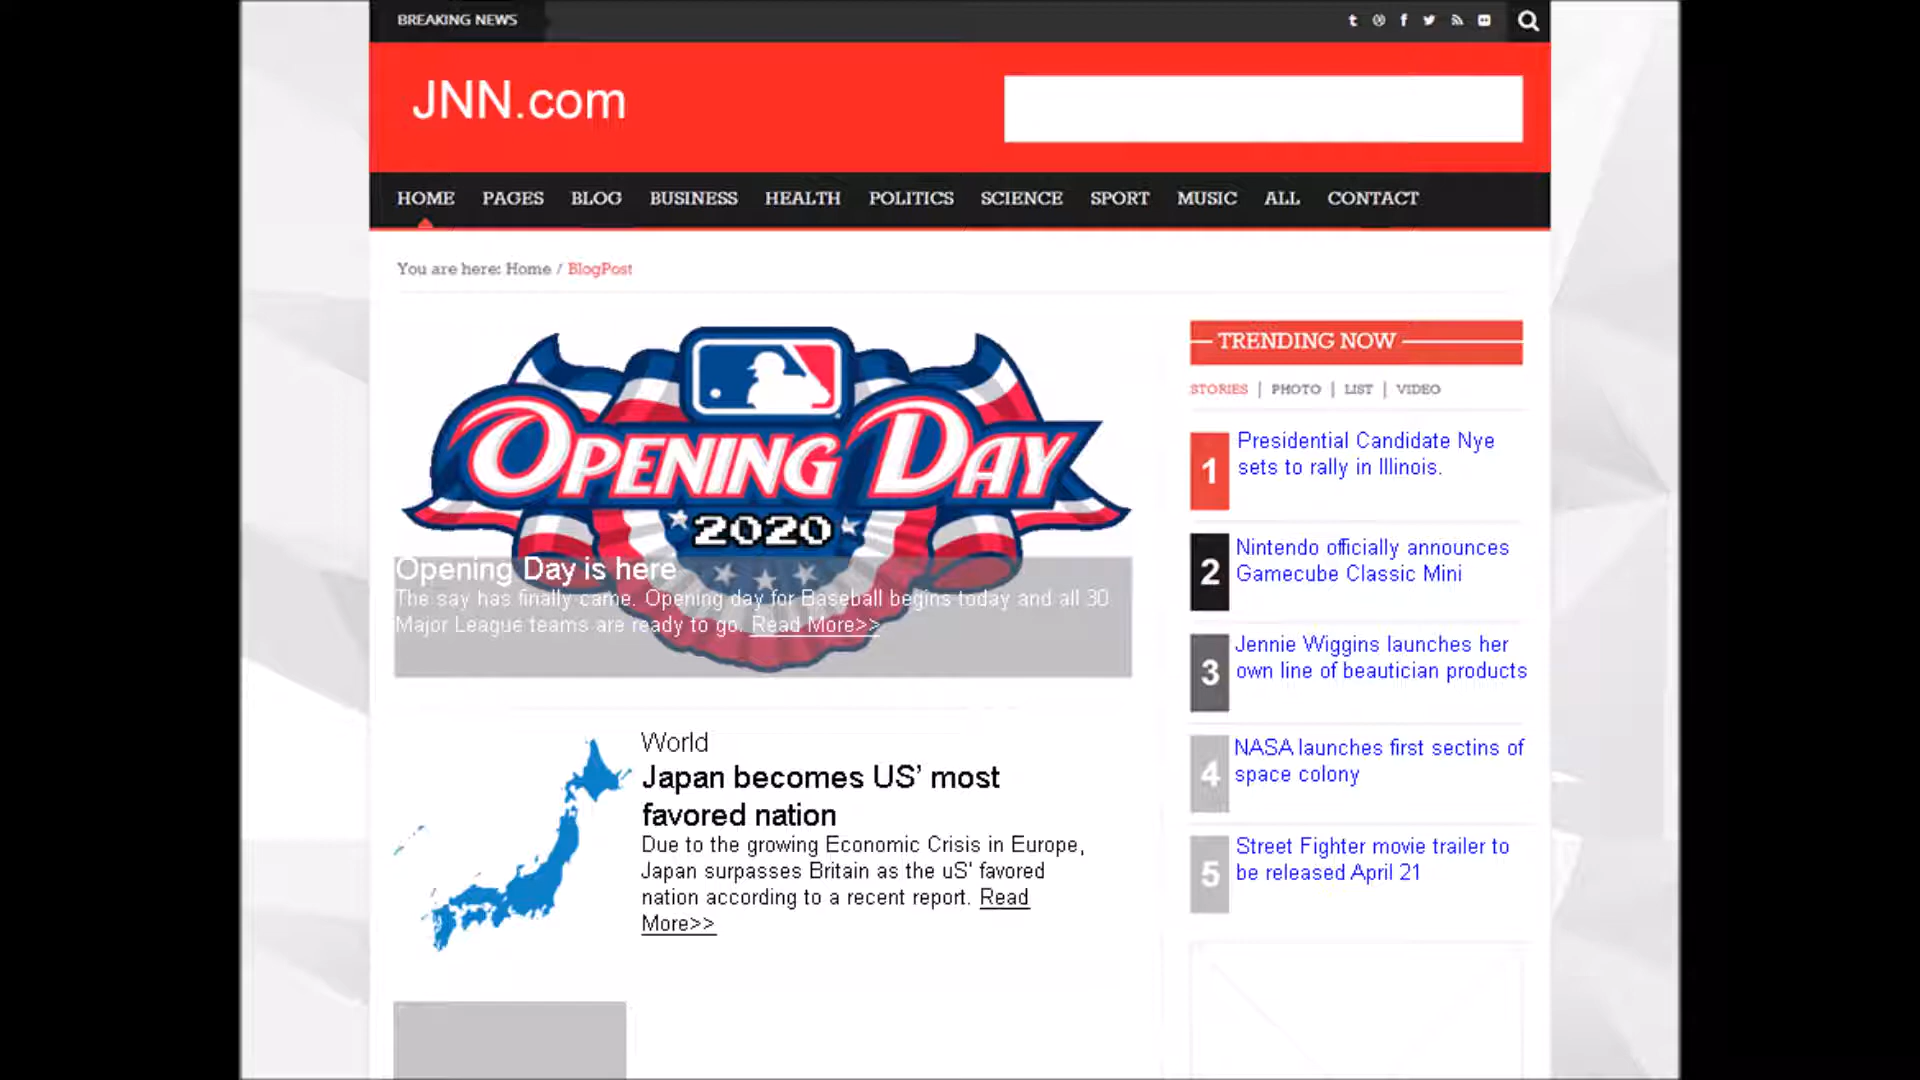 BREAKING NEWS
JNN.com
HOME PAGES BLOG BUSINESS HEALTH POLITICS SCIENCE SPORT MUSIC ALL CONTACT
You are here: Home / BlogPost
OPENING DAY
2020
Opening Day is here
The say has finally came. Opening day for Baseball begins today and all 30
Major League teams are ready to go. Read More>>
World
Japan becomes US’ most
favored nation
Due to the growing Economic Crisis in Europe,
Japan surpasses Britain as the uS' favored
nation according to a recent report. Read
More>>
TRENDING NOW
STORIES | PHOTO | LIST | VIDEO
1
Presidential Candidate Nye
sets to rally in Illinois.
2
Nintendo officially announces
Gamecube Classic Mini
3
Jennie Wiggins launches her
own line of beautician products
4
NASA launches first sectins of
space colony
5
Street Fighter movie trailer to
be released April 21